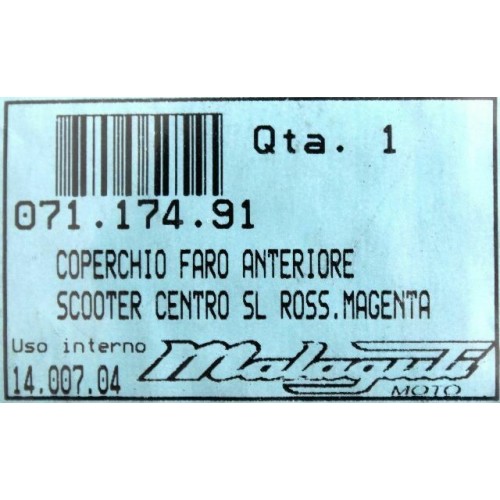 Qta. 1
071.174.91
COPERCHIO FARO ANTERIORE
SCOOTER CENTRO SL ROSS.MAGENTA
Uso interno
14.007.04
Malaguti
MOTO